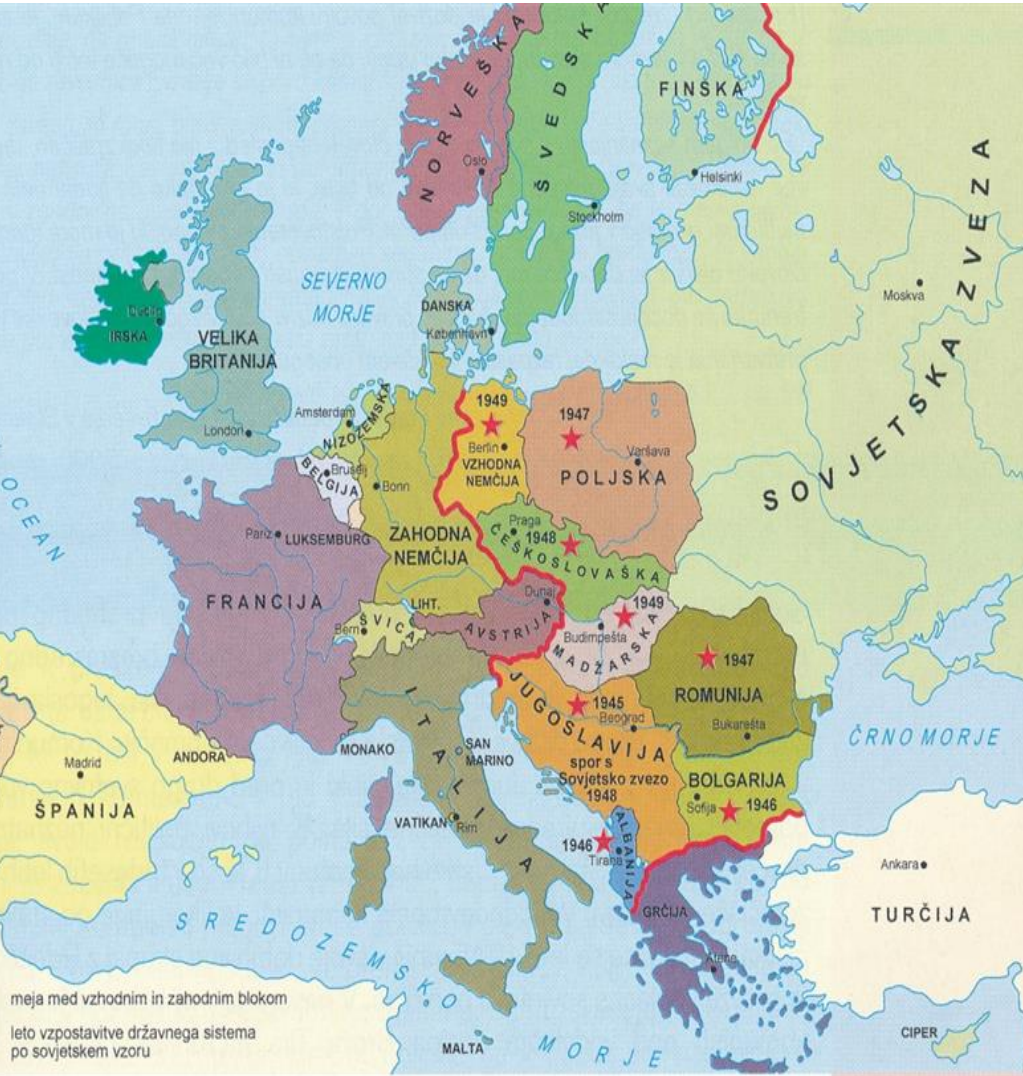 NORVEŠKA
ŠVEDSKA
FINSKA
Oslo
Helsinki
Stockholm
SOVJETSKA ZVEZA
Moskva
SEVERNO
MORJE
DANSKA
København
Dublin
IRSKA
VELIKA
BRITANIJA
London
Amsterdam
NIZOZEMSKA
BELGIJA
Bruselj
Bonn
1949
Berlin
VZHODNA
NEMČIJA
1947
Varšava
POLJSKA
OCEAN
Pariz
LUKSEMBURG
ZAHODNA
NEMČIJA
Praga
1948
ČEŠKOSLOVAŠKA
FRANCIJA
LIHT.
Dunaj
AVSTRIJA
Bern
ŠVICA
1949
Budimpešta
MADŽARSKA
1947
ROMUNIJA
Bukarešta
ITALIJA
JUGOSLAVIJA
1945
Beograd
spor s
Sovjetsko zvezo
1948
ČRNO MORJE
MONAKO
SAN
MARINO
ANDORA
Madrid
ŠPANIJA
BOLGARIJA
Sofija
1946
VATIKAN
Rim
1946
Tirana
ALBANIJA
Ankara
TURČIJA
GRČIJA
Atene
SREDOZEMSKO
MORJE
MALTA
CIPER
meja med vzhodnim in zahodnim blokom
leto vzpostavitve državnega sistema
po sovjetskem vzoru